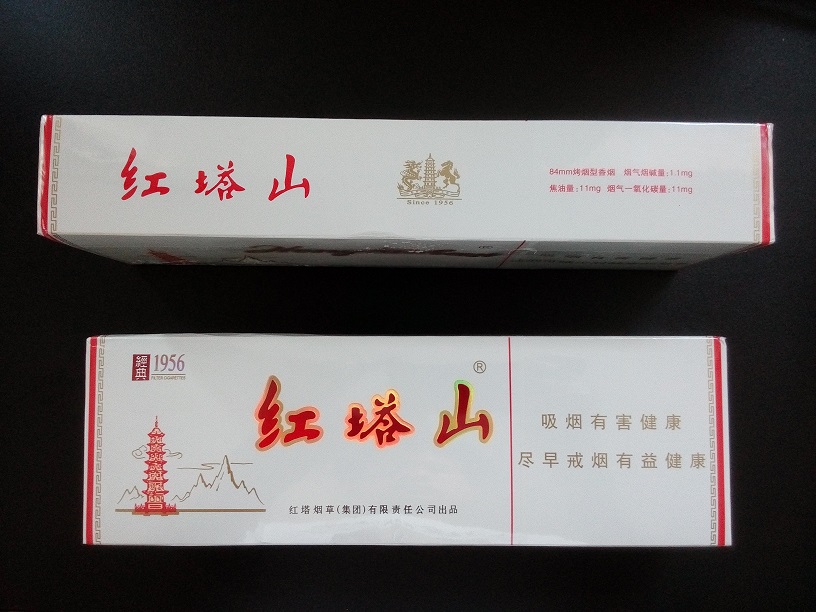 红塔山
Since 1956
84mm烤烟型香烟 烟气烟碱量:1.1mg
焦油量:11mg 烟气一氧化碳量:11mg
經典 1956
FILTER CIGARETTES
红塔山®
吸烟有害健康
尽早戒烟有益健康
红塔烟草(集团)有限责任公司出品